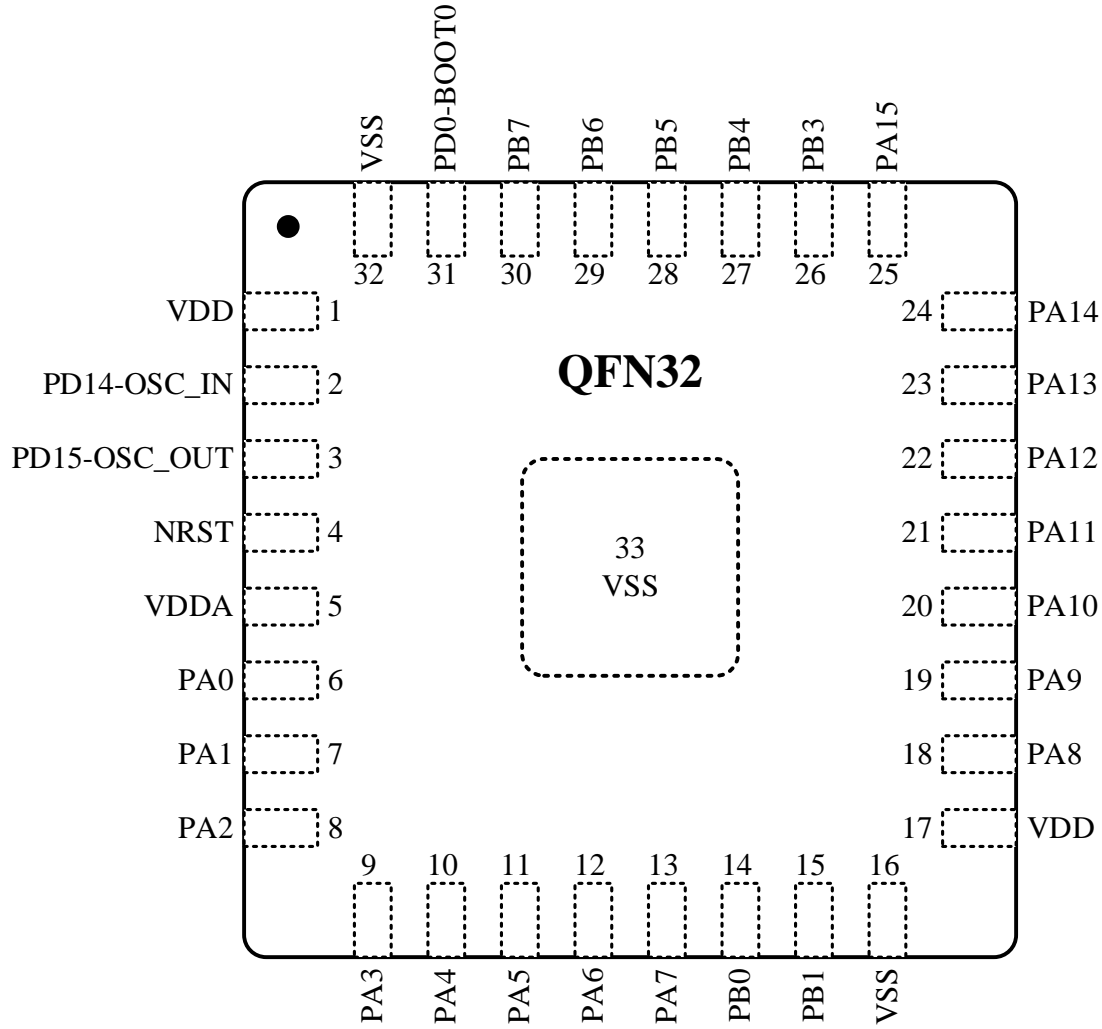 VSS
PD0-BOOT0
PB7
PB6
PB5
PB4
PB3
PA15
32 31 30 29 28 27 26 25
VDD 1 24 PA14
QFN32
PD14-OSC_IN 2 23 PA13
PD15-OSC_OUT 3 22 PA12
NRST 4 21 PA11
33
VSS
VDDA 5 20 PA10
PA0 6 19 PA9
PA1 7 18 PA8
PA2 8 17 VDD
9 10 11 12 13 14 15 16
PA3
PA4
PA5
PA6
PA7
PB0
PB1
VSS